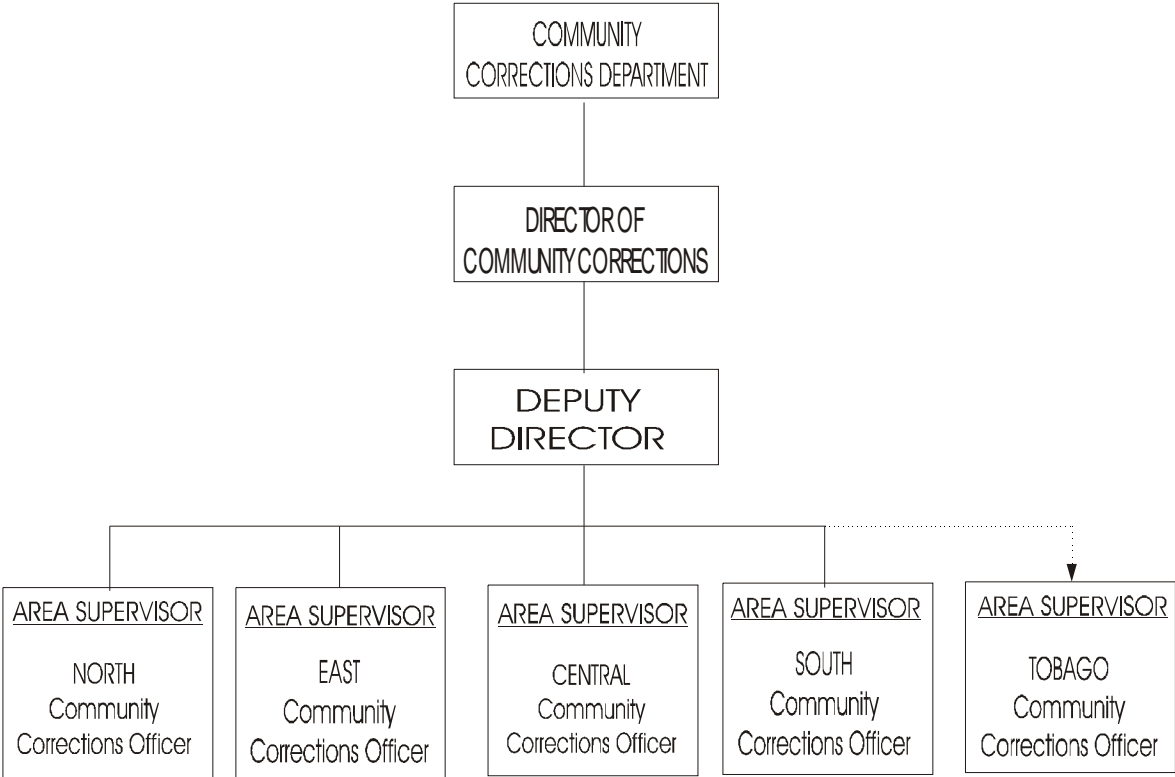 COMMUNITY
CORRECTIONS DEPARTMENT
DIRECTOR OF
COMMUNITY CORRECTIONS
DEPUTY
DIRECTOR
AREA SUPERVISOR
NORTH
Community
Corrections Officer
AREA SUPERVISOR
EAST
Community
Corrections Officer
AREA SUPERVISOR
CENTRAL
Community
Corrections Officer
AREA SUPERVISOR
SOUTH
Community
Corrections Officer
AREA SUPERVISOR
TOBAGO
Community
Corrections Officer